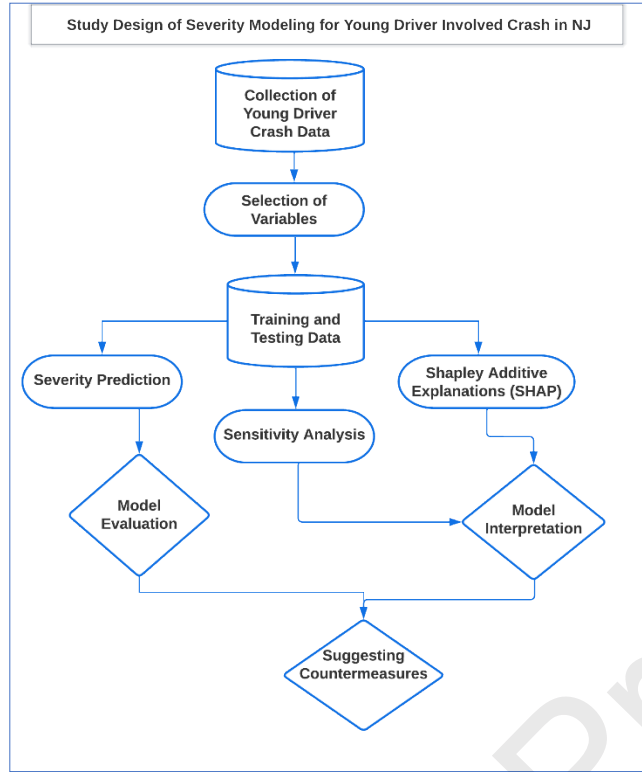 Study Design of Severity Modeling for Young Driver Involved Crash in NJ
Collection of
Young Driver
Crash Data
Selection of
Variables
Training and
Testing Data
Severity Prediction
Shapley Additive
Explanations (SHAP)
Sensitivity Analysis
Model
Evaluation
Model
Interpretation
Suggesting
Countermeasures
Pr